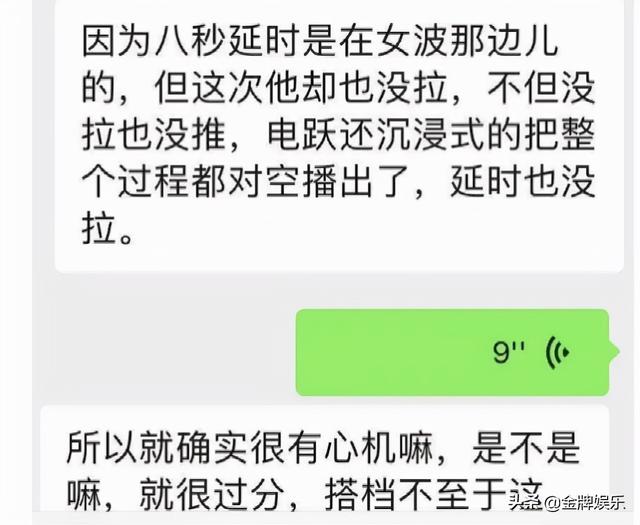 因为八秒延时是在女波那边儿
的，但这次他却也没拉，不但没
拉也没推，电跃还沉浸式的把整
个过程都对空播出了，延时也没
拉。
9''
所以就确实很有心机嘛，是不是
嘛，就很过分，搭档不至于这
头条 @金牌娱乐